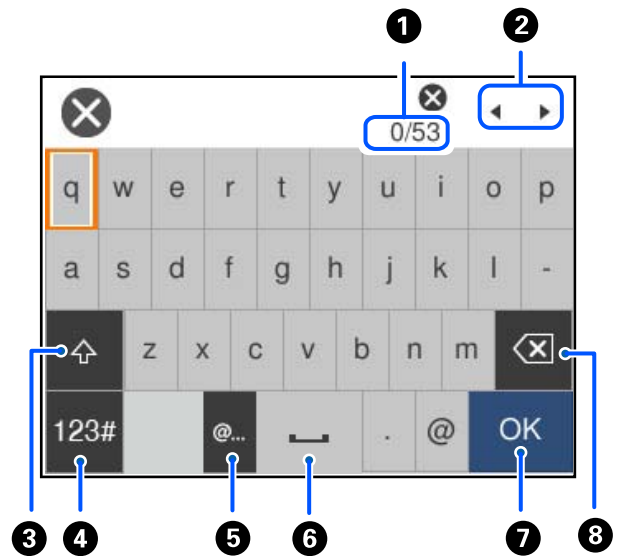 1 2
0/53
q w e r t y u i o p
a s d f g h j k l -
z x c v b n m
123# @... . @ OK
3 4 5 6 7 8